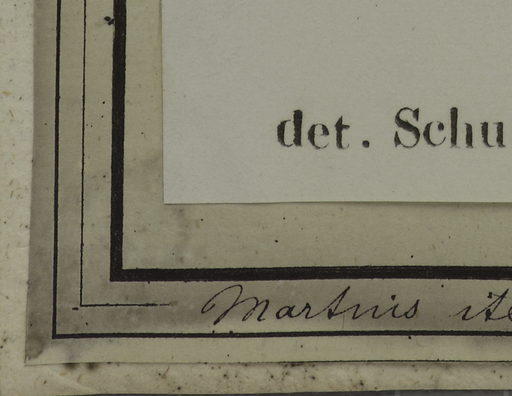 det. Schu
Martius ite